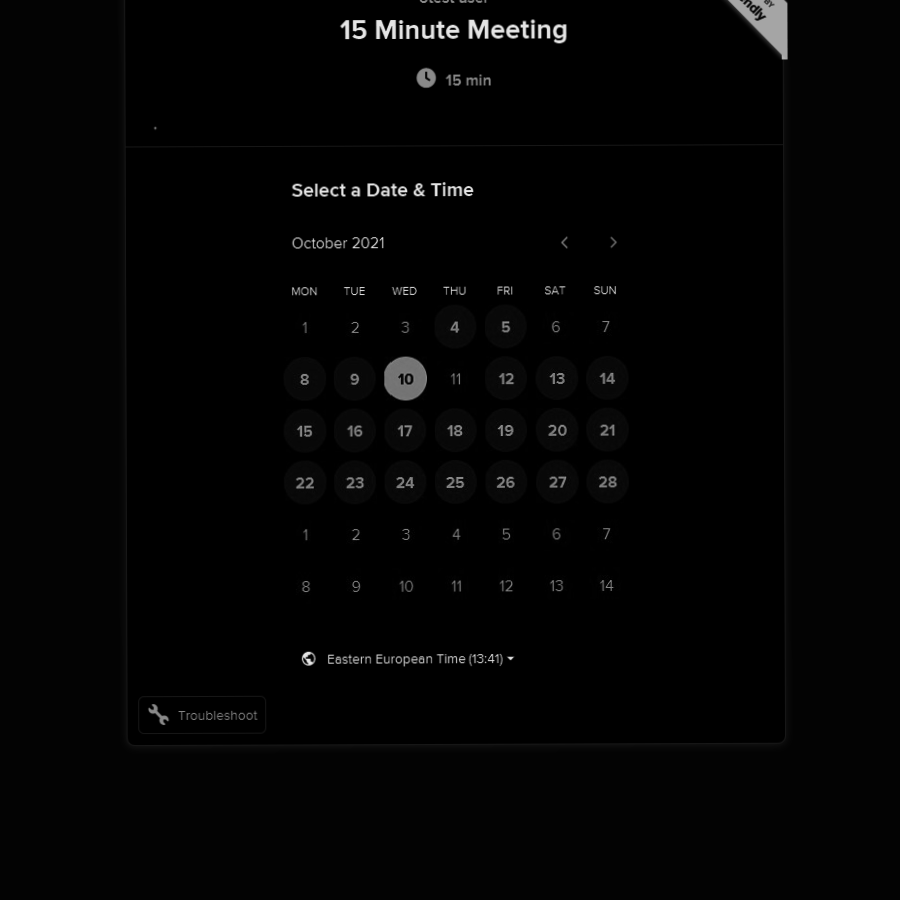 15 Minute Meeting
15 min
Select a Date & Time
October 2021
MON TUE WED THU FRI SAT SUN
1 2 3 4 5 6 7
8 9 10 11 12 13 14
15 16 17 18 19 20 21
22 23 24 25 26 27 28
1 2 3 4 5 6 7
8 9 10 11 12 13 14
Eastern European Time (13:41)
Troubleshoot